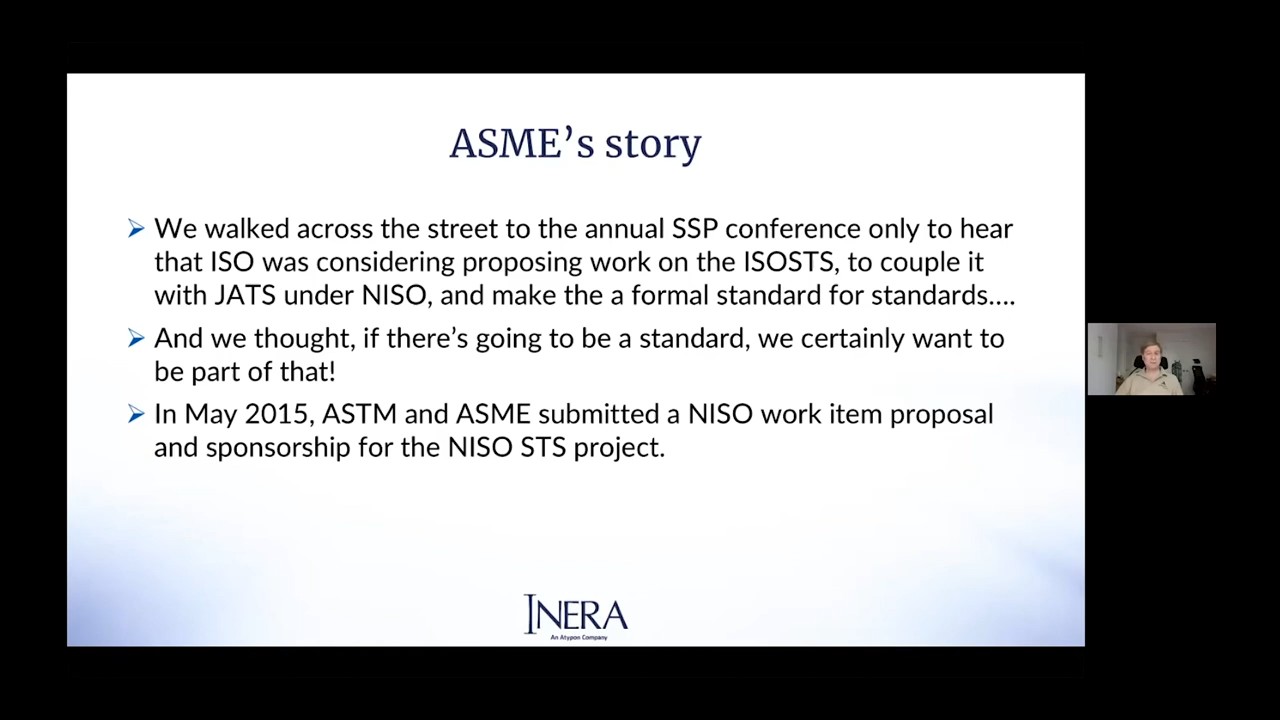 ASME’s story
➢ We walked across the street to the annual SSP conference only to hear
that ISO was considering proposing work on the ISOSTS, to couple it
with JATS under NISO, and make the a formal standard for standards….
➢ And we thought, if there’s going to be a standard, we certainly want to
be part of that!
➢ In May 2015, ASTM and ASME submitted a NISO work item proposal
and sponsorship for the NISO STS project.
INERA
An Atypon Company